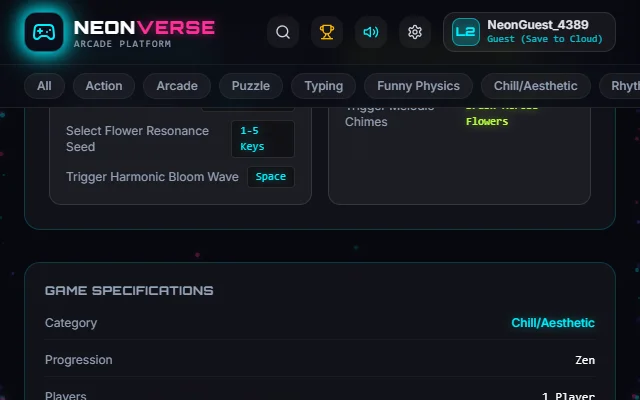 NEONVERSE
ARCADE PLATFORM
L2
NeonGuest_4389
Guest (Save to Cloud)
All
Action
Arcade
Puzzle
Typing
Funny Physics
Chill/Aesthetic
Select Flower Resonance
Seed
1-5
Keys
Trigger Harmonic Bloom Wave
Space
Trigger Melodic
Chimes
Flowers
GAME SPECIFICATIONS
Category
Chill/Aesthetic
Progression
Zen
Players
1 Player